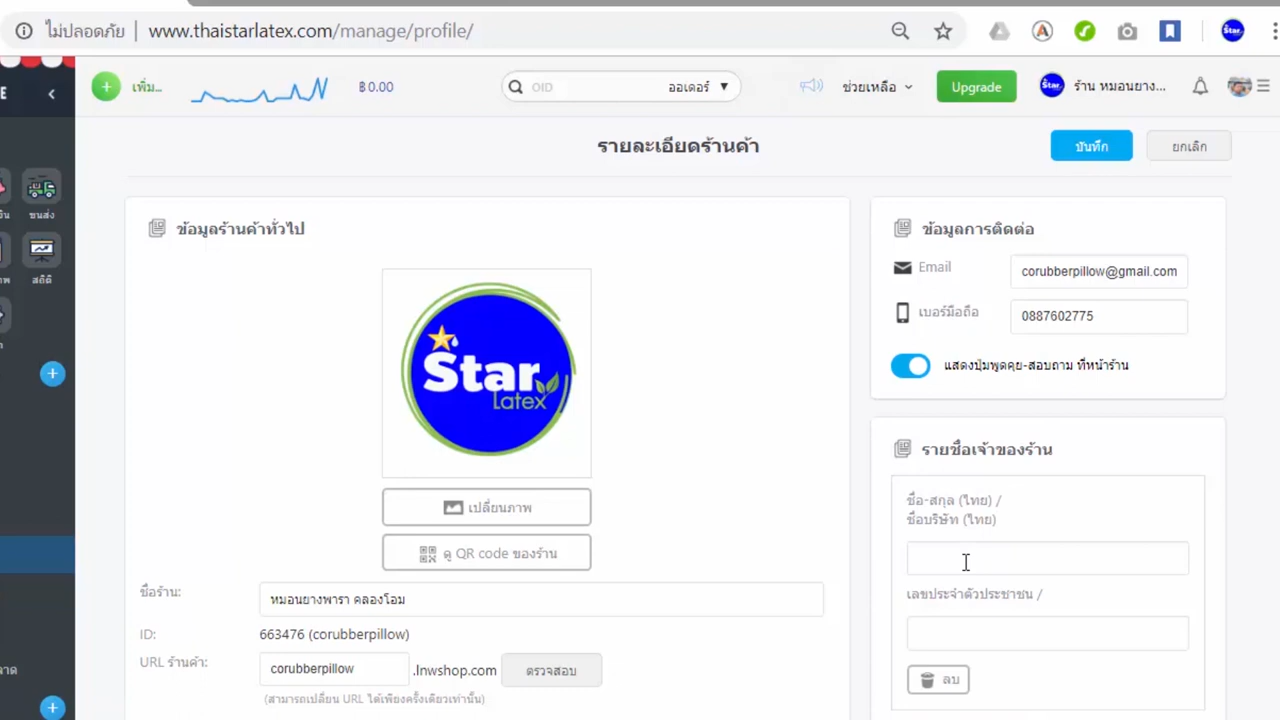 ไม่ปลอดภัย | www.thaistarlatex.com/manage/profile/
E
เพิ่ม...
฿0.00
OID
ออเดอร์ ▼
ช่วยเหลือ
Upgrade
Star
ร้าน หมอนยาง...
รายละเอียดร้านค้า
บันทึก
ยกเลิก
ขนส่ง
สถิติ
ข้อมูลร้านค้าทั่วไป
Star
Latex
เปลี่ยนภาพ
ดู QR code ของร้าน
ชื่อร้าน:
หมอนยางพารา คลองโอม
ID:
663476 (corubberpillow)
URL ร้านค้า:
corubberpillow
.lnwshop.com
ตรวจสอบ
(สามารถเปลี่ยน URL ได้เพียงครั้งเดียวเท่านั้น)
ข้อมูลการติดต่อ
Email
corubberpillow@gmail.com
เบอร์มือถือ
0887602775
แสดงปุ่มพูดคุย-สอบถาม ที่หน้าร้าน
รายชื่อเจ้าของร้าน
ชื่อ-สกุล (ไทย) /
ชื่อบริษัท (ไทย)
เลขประจำตัวประชาชน /
ลบ